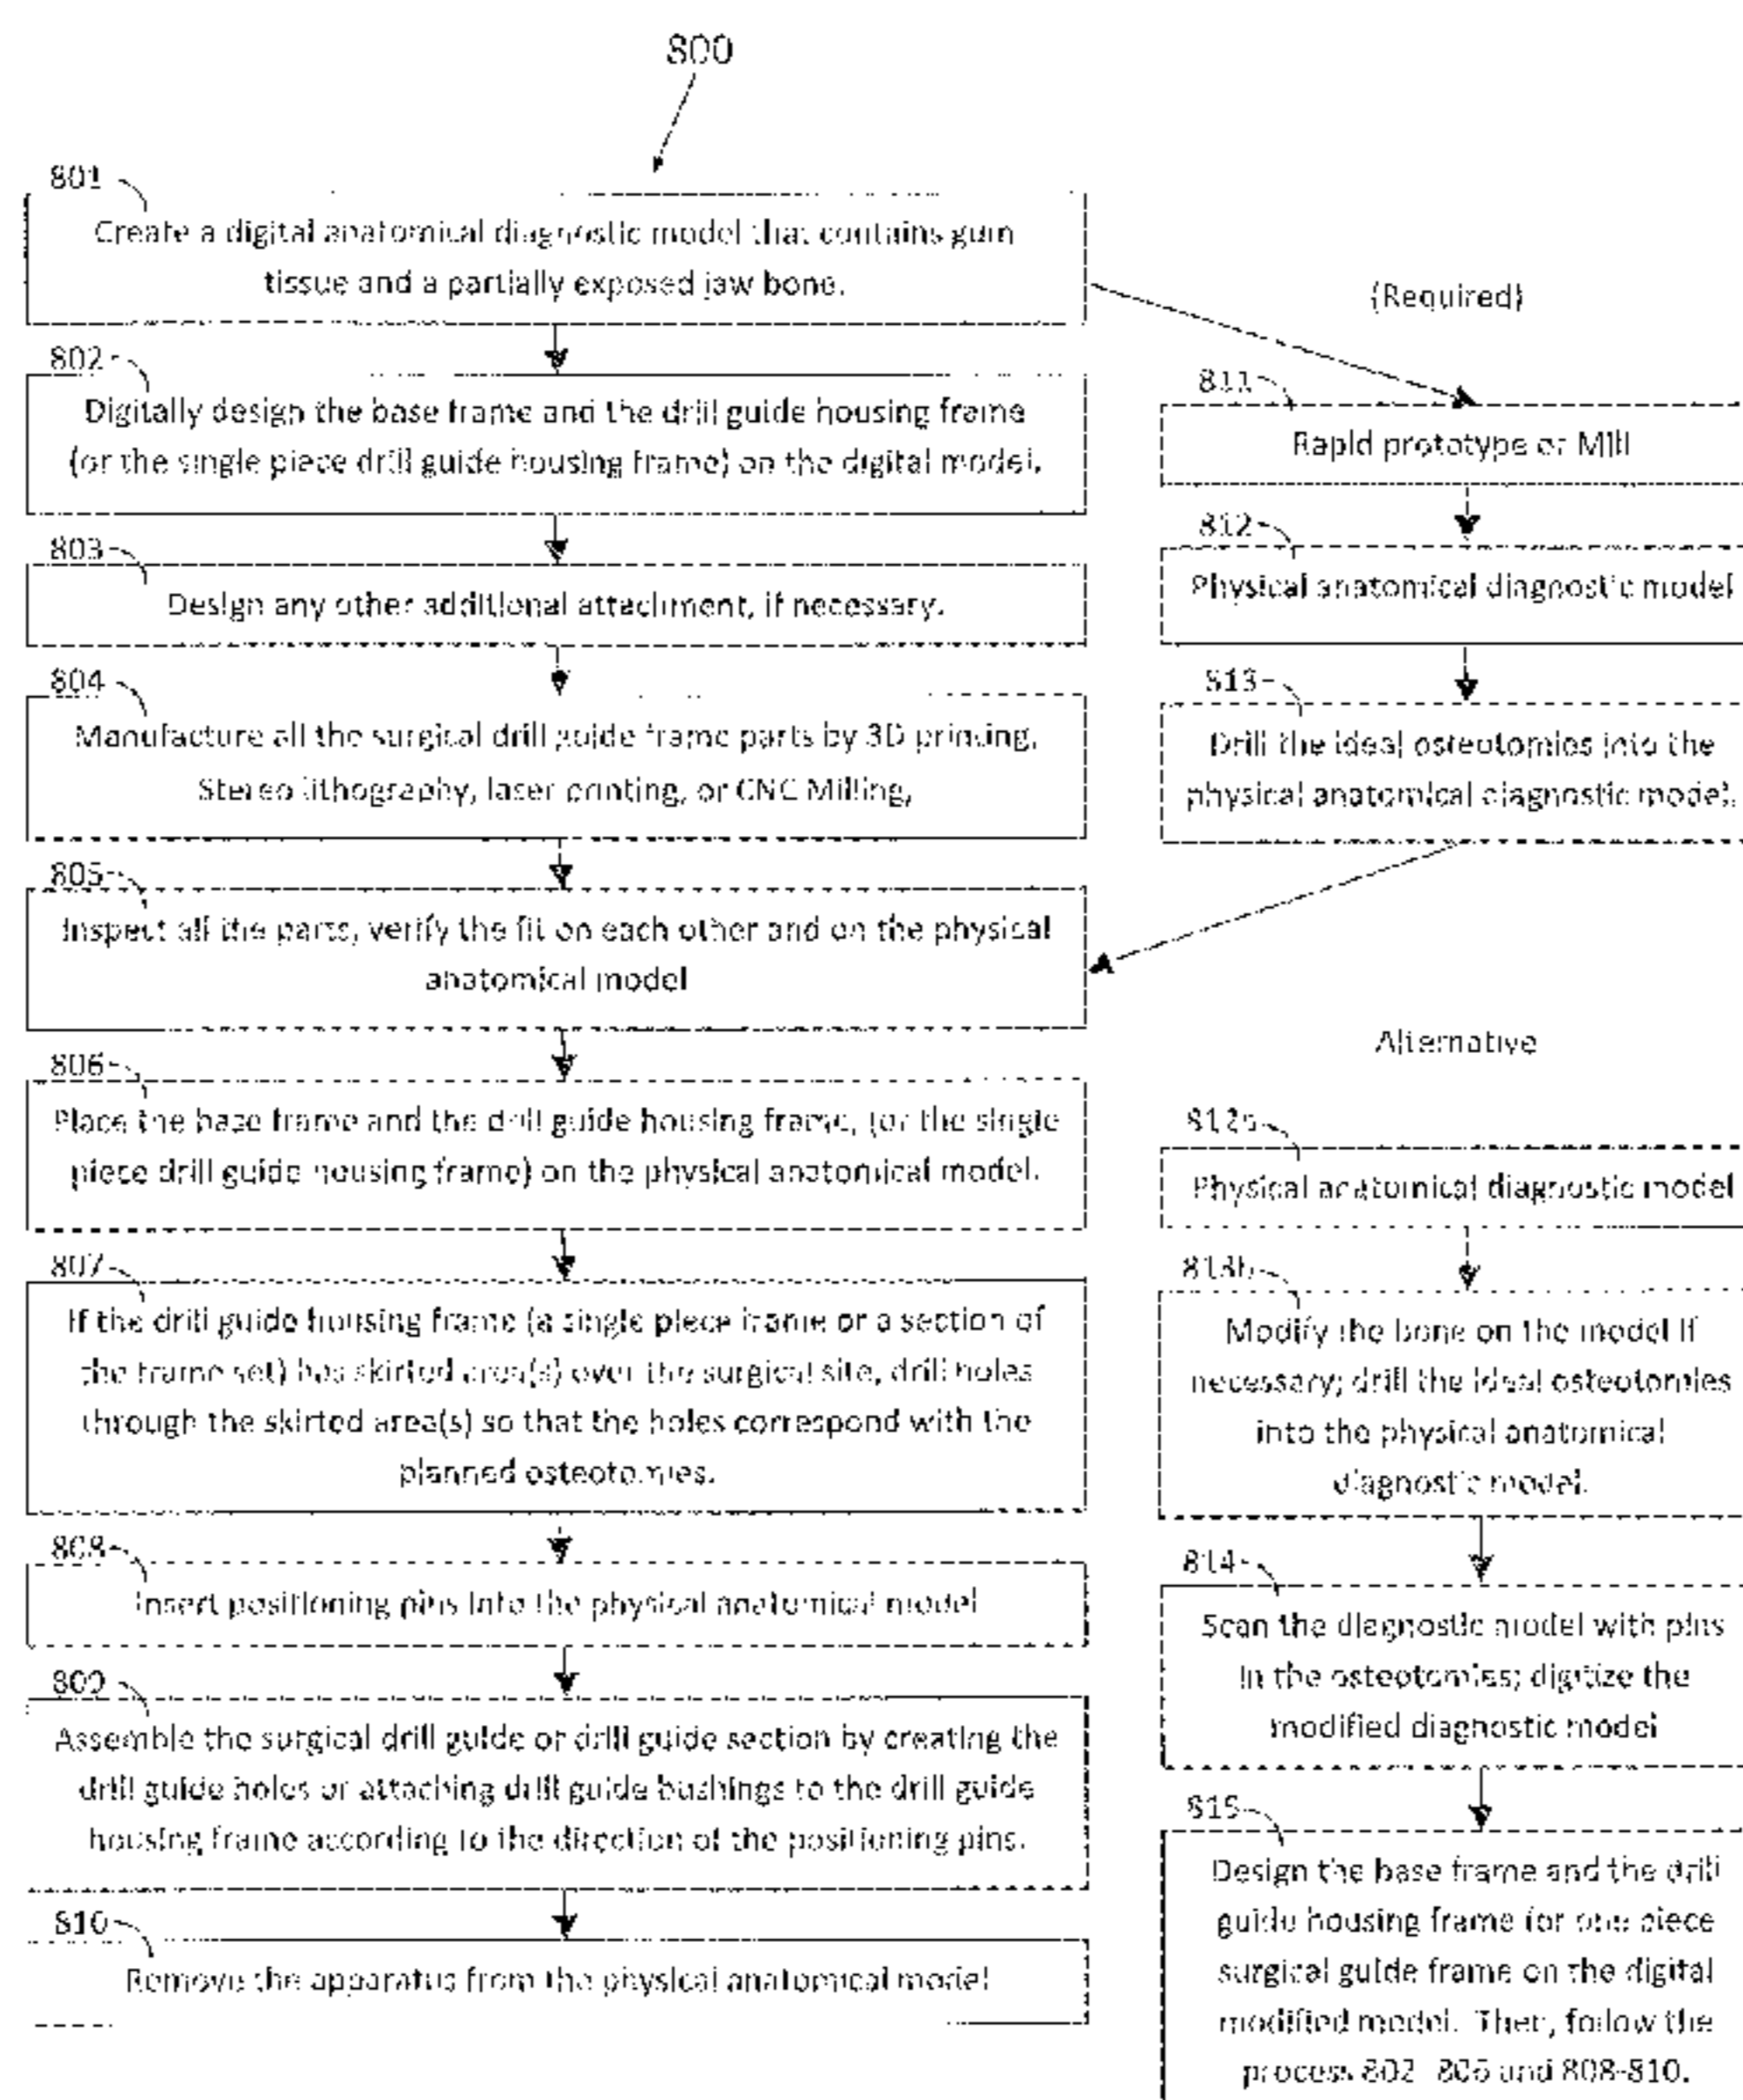 800
801
Create a digital anatomical diagnostic model that contains gum
tissue and a partially exposed jaw bone.
802
Digitally design the base frame and the drill guide housing frame
(or the single piece drill guide housing frame) on the digital model.
803
Design any other additional attachment, if necessary.
804
Manufacture all the surgical drill guide frame parts by 3D printing,
Stereo lithography, laser printing, or CNC Milling,
805
Inspect all the parts, verify the fit on each other and on the physical
anatomical model
806
Place the base frame and the drill guide housing frame, (or the single
piece drill guide housing frame) on the physical anatomical model.
807
If the drill guide housing frame (a single piece frame or a section of
the frame set) has skirted area(s) over the surgical site, drill holes
through the skirted area(s) so that the holes correspond with the
planned osteotomies.
808
Insert positioning pins into the physical anatomical model
809
Assemble the surgical drill guide or drill guide section by creating the
drill guide holes or attaching drill guide bushings to the drill guide
housing frame according to the direction of the positioning pins.
810
Remove the apparatus from the physical anatomical model
(Required)
811
Rapid prototype or Mill
812
Physical anatomical diagnostic model
813
Drill the ideal osteotomies into the
physical anatomical diagnostic model.
Alternative
812a
Physical anatomical diagnostic model
813b
Modify the bone on the model if
necessary; drill the ideal osteotomies
into the physical anatomical
diagnostic model.
814
Scan the diagnostic model with pins
in the osteotomies; digitize the
modified diagnostic model
815
Design the base frame and the drill
guide housing frame for one piece
surgical guide frame on the digital
modified model. Then, follow the
process 802 806 and 808-810.